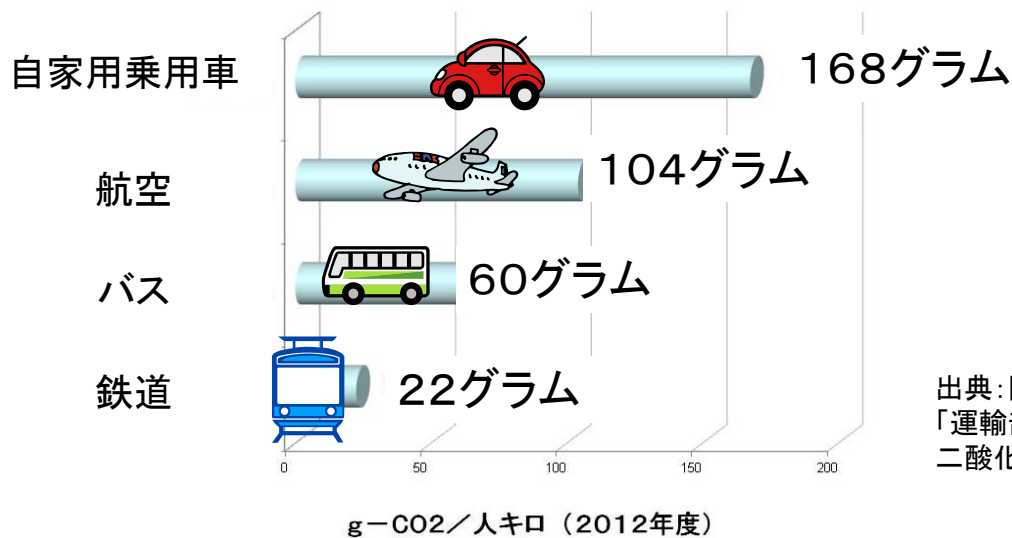 自家用乗用車
168グラム
航空
104グラム
バス
60グラム
鉄道
22グラム
出典:
「運輸
二酸化
0
50
100
150
200
g-CO2/人キロ (2012年度)